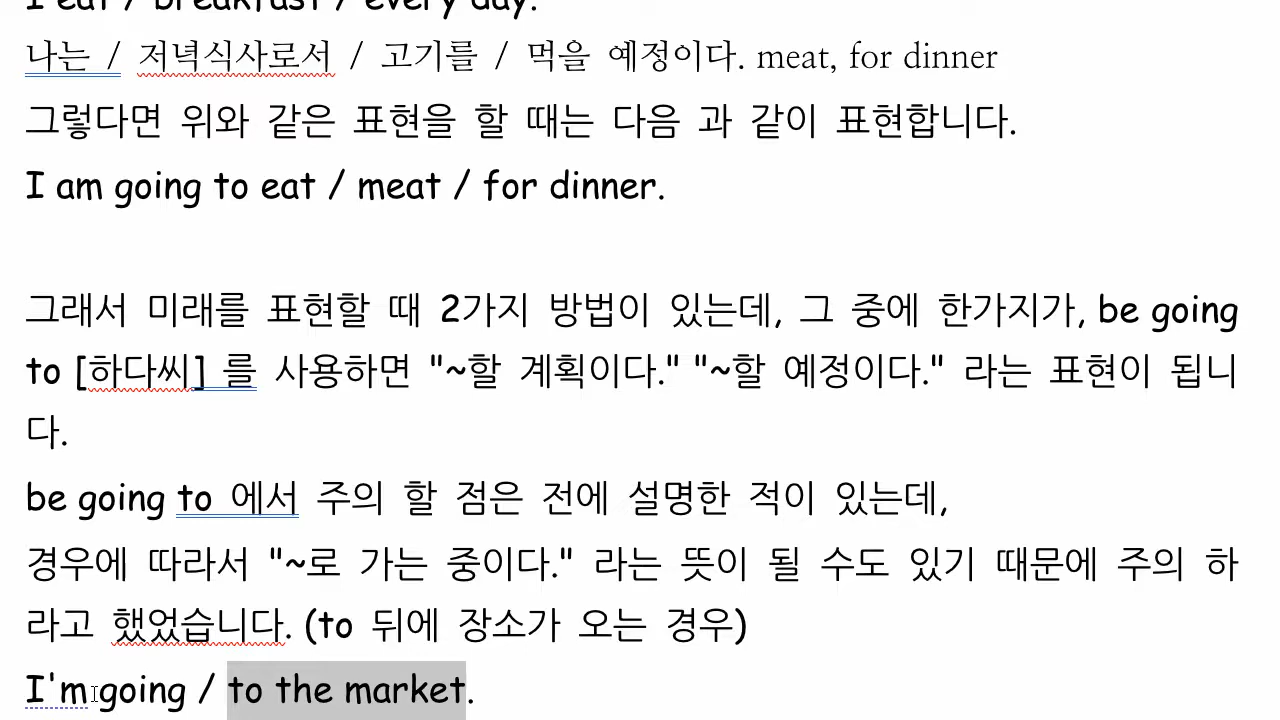 I eat / breakfast / every day.
나는 / 저녁식사로서 / 고기를 / 먹을 예정이다. meat, for dinner
그렇다면 위와 같은 표현을 할 때는 다음 과 같이 표현합니다.
I am going to eat / meat / for dinner.
그래서 미래를 표현할 때 2가지 방법이 있는데, 그 중에 한가지가, be going
to [하다씨] 를 사용하면 "~할 계획이다." "~할 예정이다." 라는 표현이 됩니
다.
be going to 에서 주의 할 점은 전에 설명한 적이 있는데,
경우에 따라서 "~로 가는 중이다." 라는 뜻이 될 수도 있기 때문에 주의 하
라고 했었습니다. (to 뒤에 장소가 오는 경우)
I'm going / to the market.